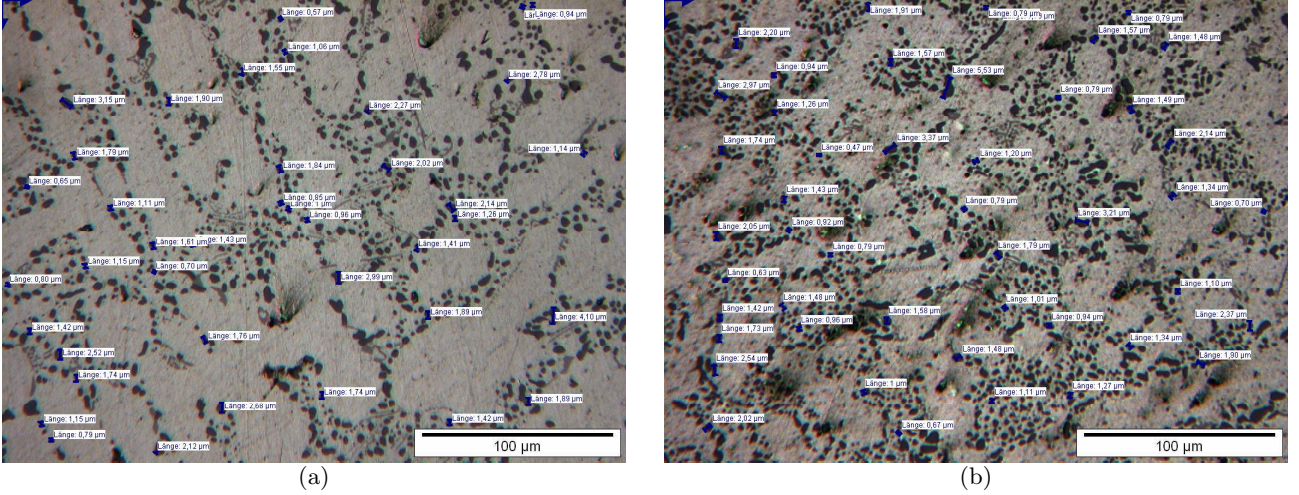 Länge: 0,57 µm
Länge: 0,94 µm
Länge: 1,06 µm
Länge: 1,55 µm
Länge: 2,78 µm
Länge: 3,15 µm
Länge: 1,90 µm
Länge: 2,27 µm
Länge: 1,14 µm
Länge: 1,79 µm
Länge: 1,84 µm
Länge: 2,02 µm
Länge: 0,65 µm
Länge: 0,85 µm
Länge: 1,11 µm
Länge: 2,14 µm
Länge: 0,96 µm
Länge: 1,26 µm
Länge: 1,61 µm
Länge: 1,43 µm
Länge: 1,41 µm
Länge: 1,15 µm
Länge: 0,70 µm
Länge: 0,80 µm
Länge: 2,99 µm
Länge: 1,89 µm
Länge: 4,10 µm
Länge: 1,42 µm
Länge: 1,76 µm
Länge: 2,52 µm
Länge: 1,74 µm
Länge: 1,74 µm
Länge: 2,68 µm
Länge: 1,89 µm
Länge: 1,15 µm
Länge: 1,42 µm
Länge: 0,79 µm
Länge: 2,12 µm
100 µm
(a)
Länge: 1,91 µm
Länge: 0,79 µm
Länge: 0,79 µm
Länge: 2,20 µm
Länge: 1,57 µm
Länge: 1,48 µm
Länge: 1,57 µm
Länge: 0,94 µm
Länge: 5,53 µm
Länge: 2,97 µm
Länge: 0,79 µm
Länge: 1,26 µm
Länge: 1,49 µm
Länge: 1,74 µm
Länge: 0,47 µm
Länge: 3,37 µm
Länge: 2,14 µm
Länge: 1,20 µm
Länge: 1,43 µm
Länge: 1,34 µm
Länge: 0,79 µm
Länge: 0,70 µm
Länge: 3,21 µm
Länge: 2,05 µm
Länge: 0,92 µm
Länge: 0,79 µm
Länge: 1,79 µm
Länge: 0,63 µm
Länge: 1,10 µm
Länge: 1,48 µm
Länge: 1,01 µm
Länge: 1,42 µm
Länge: 1,58 µm
Länge: 0,96 µm
Länge: 0,94 µm
Länge: 2,37 µm
Länge: 1,73 µm
Länge: 1,34 µm
Länge: 1,48 µm
Länge: 2,54 µm
Länge: 1,90 µm
Länge: 1 µm
Länge: 1,11 µm
Länge: 1,27 µm
Länge: 2,02 µm
Länge: 0,67 µm
100 µm
(b)